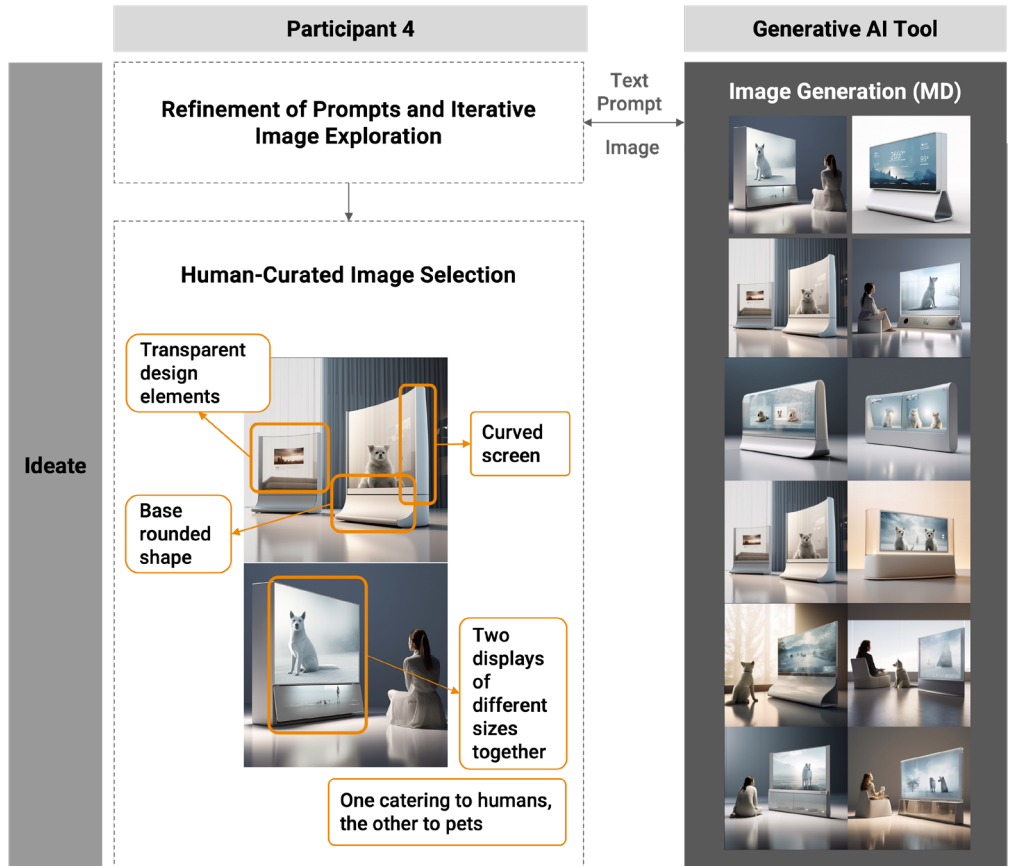 Participant 4
Generative AI Tool
Ideate
Refinement of Prompts and Iterative
Image Exploration
Text
Prompt
Image
Image Generation (MD)
Human-Curated Image Selection
Transparent
design
elements
Curved
screen
Base
rounded
shape
Two
displays
of
different
sizes
together
One catering to humans,
the other to pets